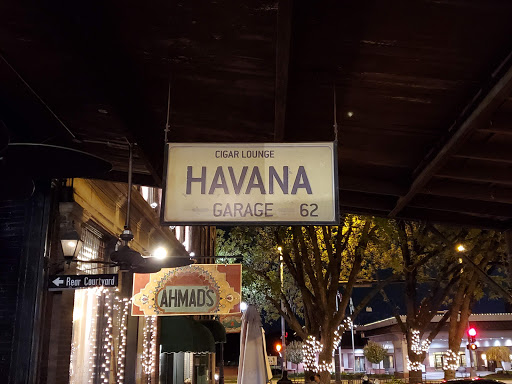 CIGAR LOUNGE
HAVANA
GARAGE 62
Rear Courtyard
AHMAD'S